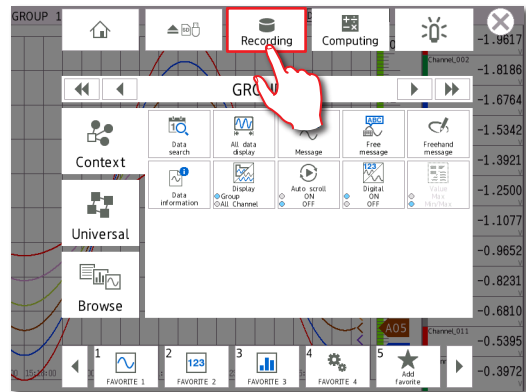 GROUP 1
Recording
Computing
-1.9617
Channel_002
-1.8186
GROU
-1.6764
Context
Data search
All data display
Message
Free message
Freehand message
-1.5342
-1.3921
Data information
Display
Group
All Channel
Auto scroll
ON
OFF
Digital
ON
OFF
Value
Max
Min/Max
-1.2500
Universal
-1.1077
-0.9652
Browse
-0.8231
-0.6810
A05
Channel_011
-0.5395
1
FAVORITE 1
2
FAVORITE 2
3
FAVORITE 3
4
FAVORITE 4
5
Add favorite
-0.3972